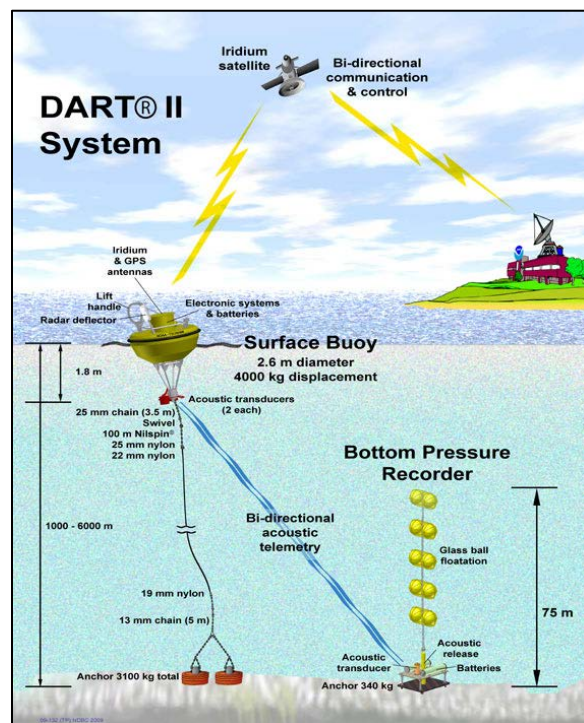 Iridium
satellite
Bi-directional
communication
& control
DART® II
System
Iridium
& GPS
antennas
Lift
handle
Radar deflector
Electronic systems
& batteries
Surface Buoy
2.6 m diameter
4000 kg displacement
1.8 m
Acoustic transducers
(2 each)
25 mm chain (3.5 m)
Swivel
100 m Nilspin®
25 mm nylon
22 mm nylon
Bottom Pressure
Recorder
1000 - 6000 m
Bi-directional
acoustic
telemetry
Glass ball
floatation
75 m
19 mm nylon
13 mm chain (5 m)
Acoustic
transducer
Acoustic
release
Batteries
Anchor 3100 kg total
Anchor 340 kg